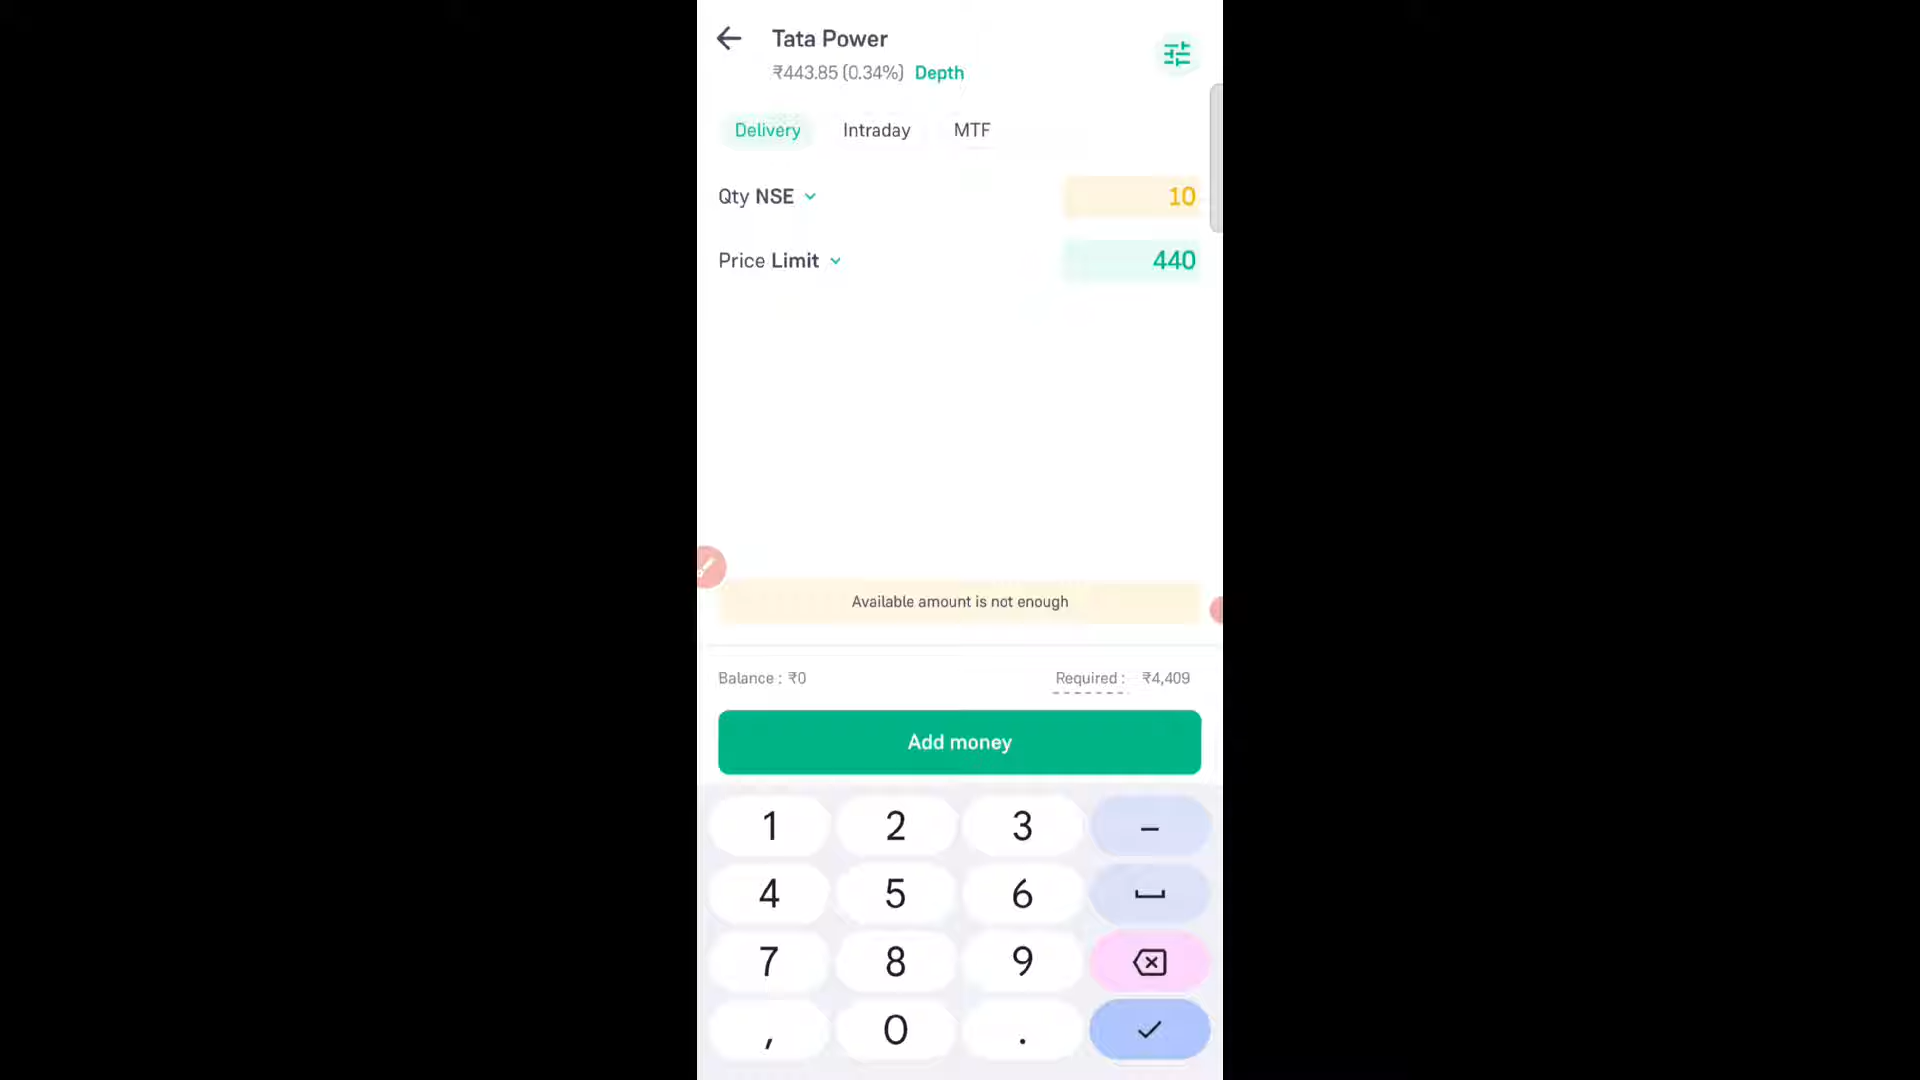 Tata Power
₹443.85 (0.34%) Depth
Delivery Intraday MTF
Qty NSE 10
Price Limit 440
Available amount is not enough
Balance : ₹0 Required : ₹4,409
Add money
1 2 3 –
4 5 6
7 8 9
, 0 .